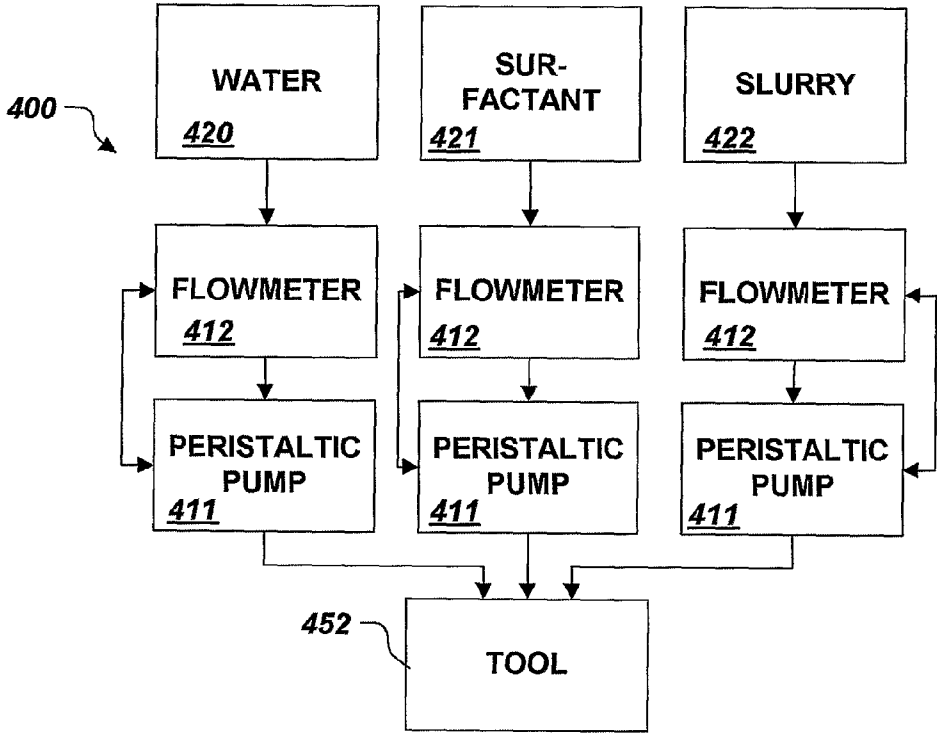 400
WATER
420
SUR-
FACTANT
421
SLURRY
422
FLOWMETER
412
FLOWMETER
412
FLOWMETER
412
PERISTALTIC
PUMP
411
PERISTALTIC
PUMP
411
PERISTALTIC
PUMP
411
452
TOOL